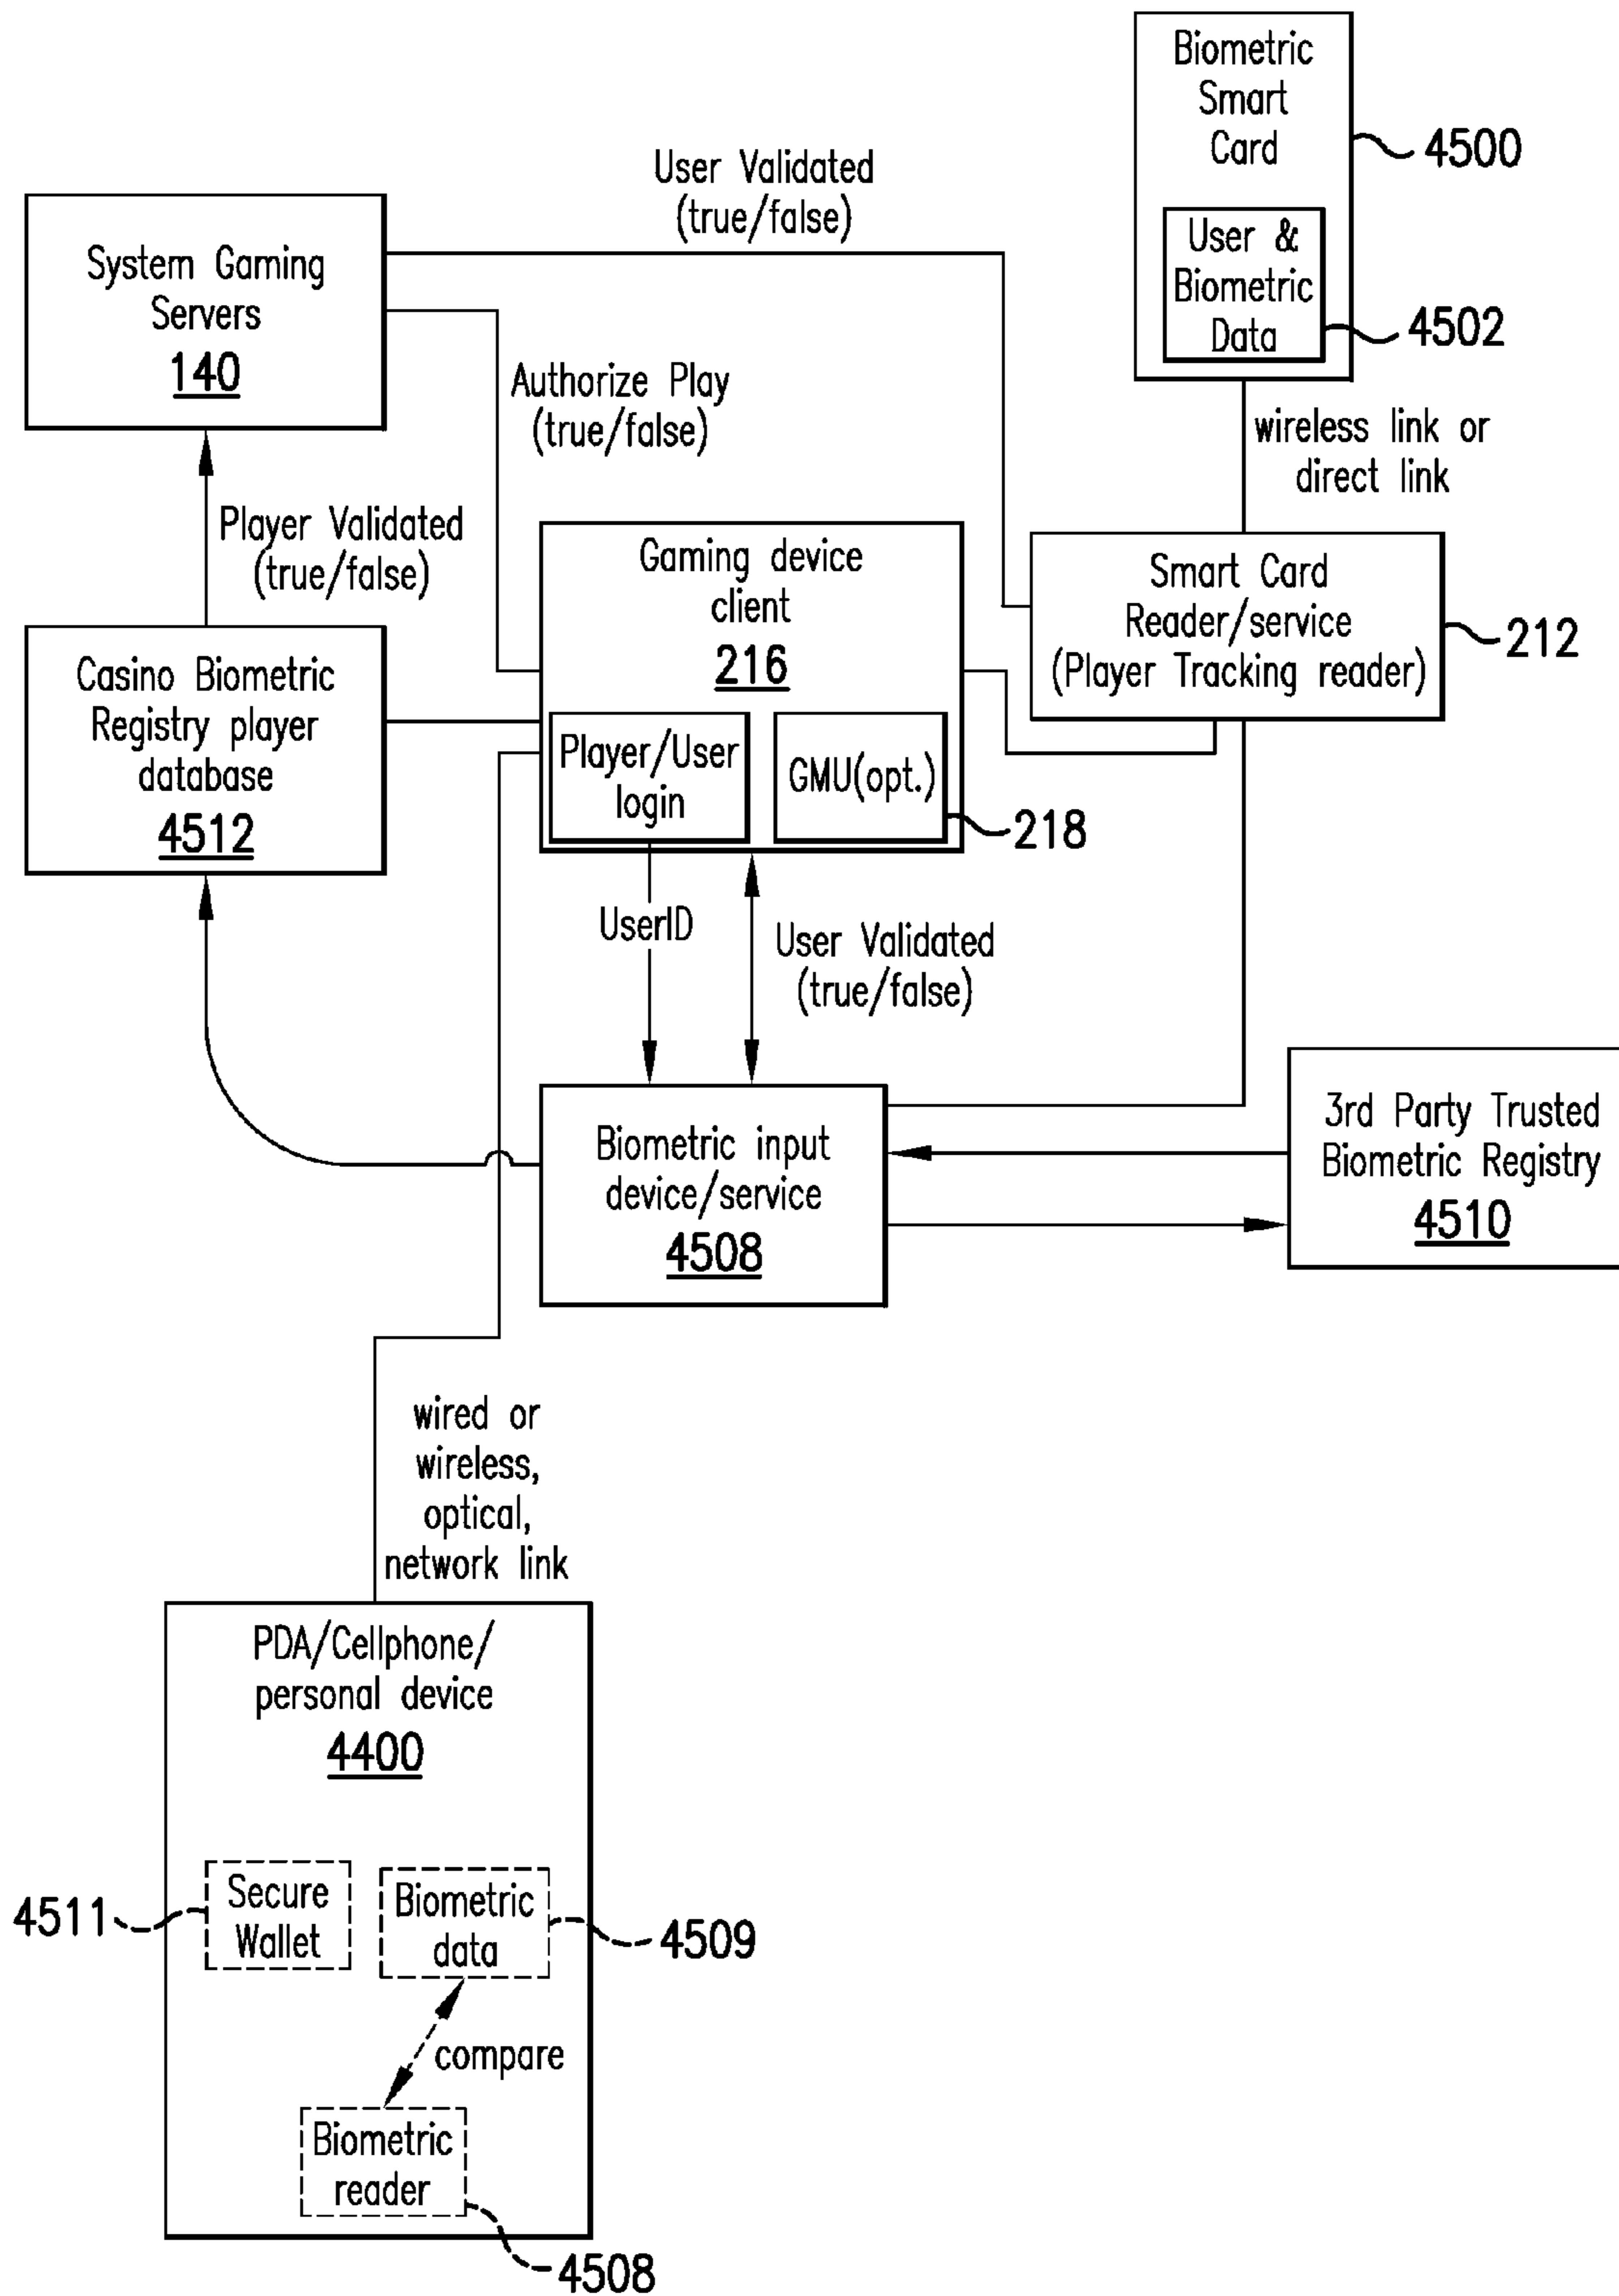 Biometric
Smart
Card
4500
User &
Biometric
Data
4502
User Validated
(true/false)
System Gaming
Servers
140
Authorize Play
(true/false)
wireless link or
direct link
Player Validated
(true/false)
Gaming device
client
216
Smart Card
Reader/service
(Player Tracking reader)
212
Casino Biometric
Registry player
database
4512
Player/User
login
GMU(opt.)
218
UserID
User Validated
(true/false)
Biometric input
device/service
4508
3rd Party Trusted
Biometric Registry
4510
wired or
wireless,
optical,
network link
PDA/Cellphone/
personal device
4400
Secure
Wallet
4511
Biometric
data
4509
compare
Biometric
reader
4508